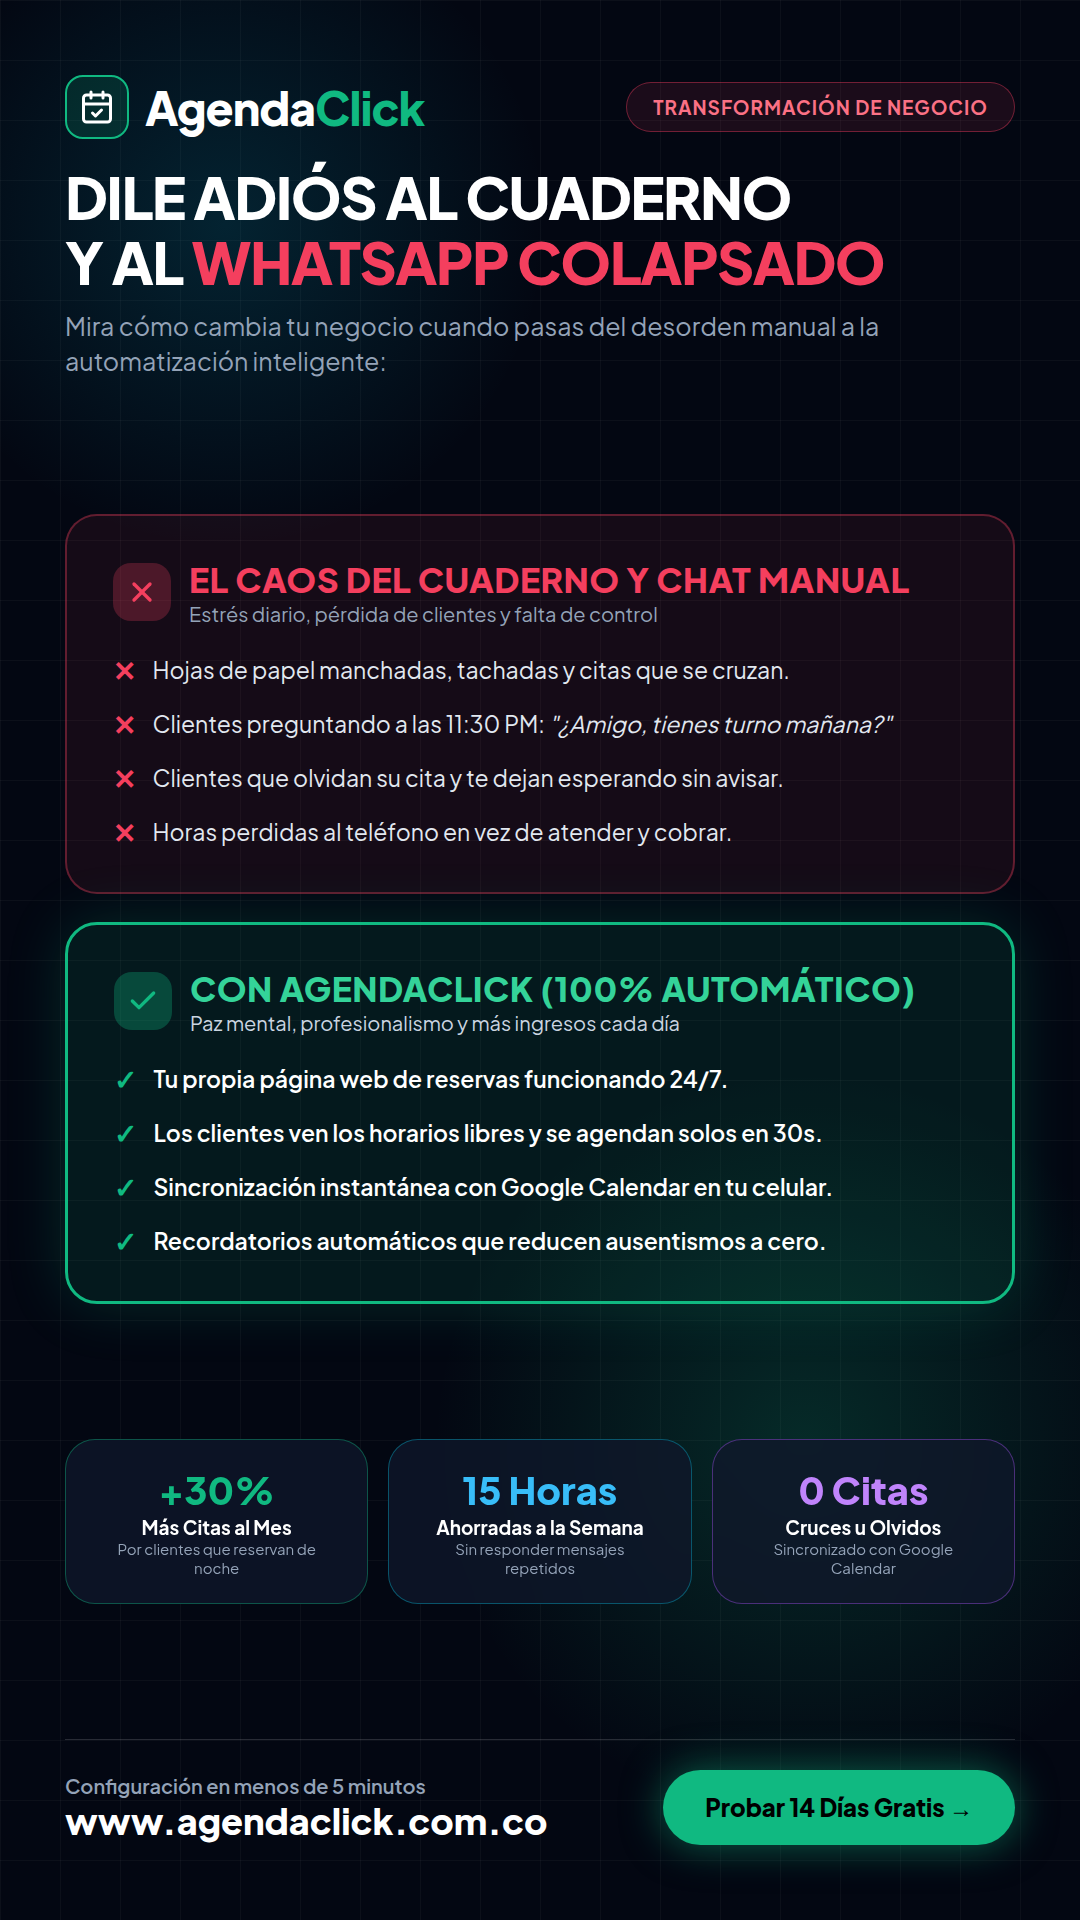 AgendaClick
TRANSFORMACIÓN DE NEGOCIO
DILE ADIÓS AL CUADERNO
Y AL WHATSAPP COLAPSADO
Mira cómo cambia tu negocio cuando pasas del desorden manual a la
automatización inteligente:
EL CAOS DEL CUADERNO Y CHAT MANUAL
Estrés diario, pérdida de clientes y falta de control
✕ Hojas de papel manchadas, tachadas y citas que se cruzan.
✕ Clientes preguntando a las 11:30 PM: "¿Amigo, tienes turno mañana?"
✕ Clientes que olvidan su cita y te dejan esperando sin avisar.
✕ Horas perdidas al teléfono en vez de atender y cobrar.
CON AGENDACLICK (100% AUTOMÁTICO)
Paz mental, profesionalismo y más ingresos cada día
✓ Tu propia página web de reservas funcionando 24/7.
✓ Los clientes ven los horarios libres y se agendan solos en 30s.
✓ Sincronización instantánea con Google Calendar en tu celular.
✓ Recordatorios automáticos que reducen ausentismos a cero.
+30%
Más Citas al Mes
Por clientes que reservan de
noche
15 Horas
Ahorradas a la Semana
Sin responder mensajes
repetidos
0 Citas
Cruces u Olvidos
Sincronizado con Google
Calendar
Configuración en menos de 5 minutos
www.agendaclick.com.co
Probar 14 Días Gratis →